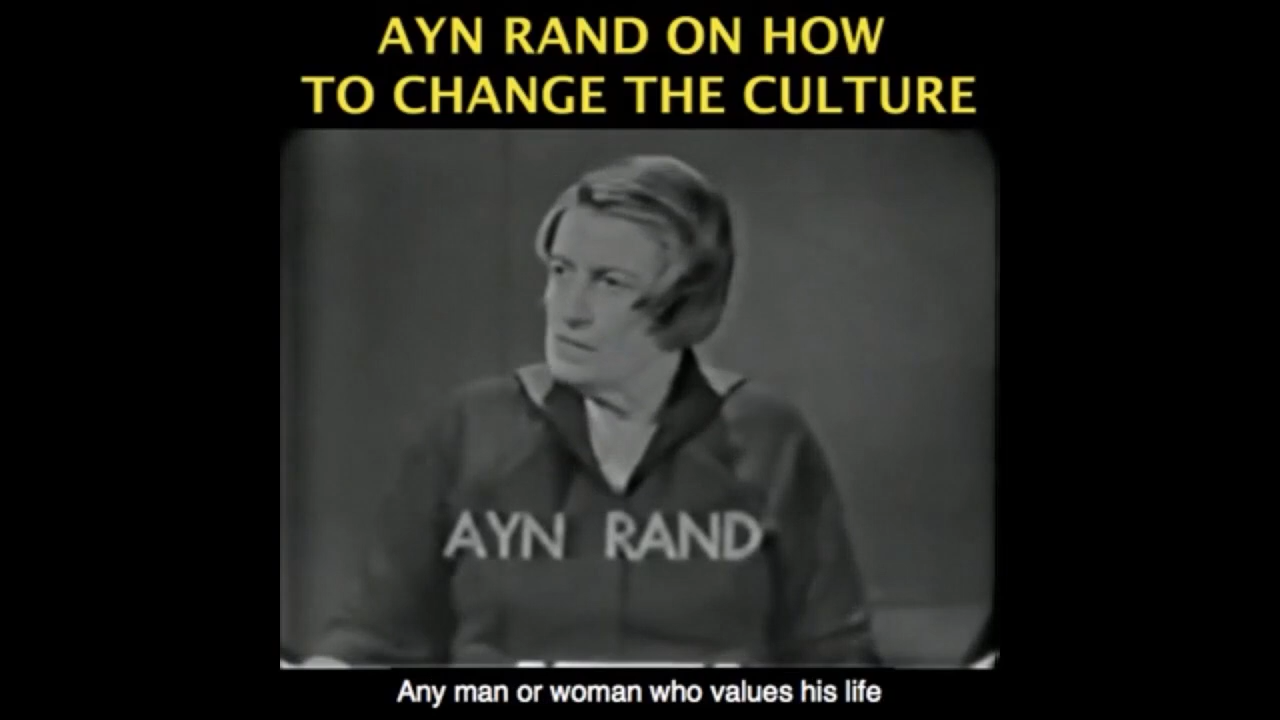 AYN RAND ON HOW
TO CHANGE THE CULTURE
AYN RAND
Any man or woman who values his life